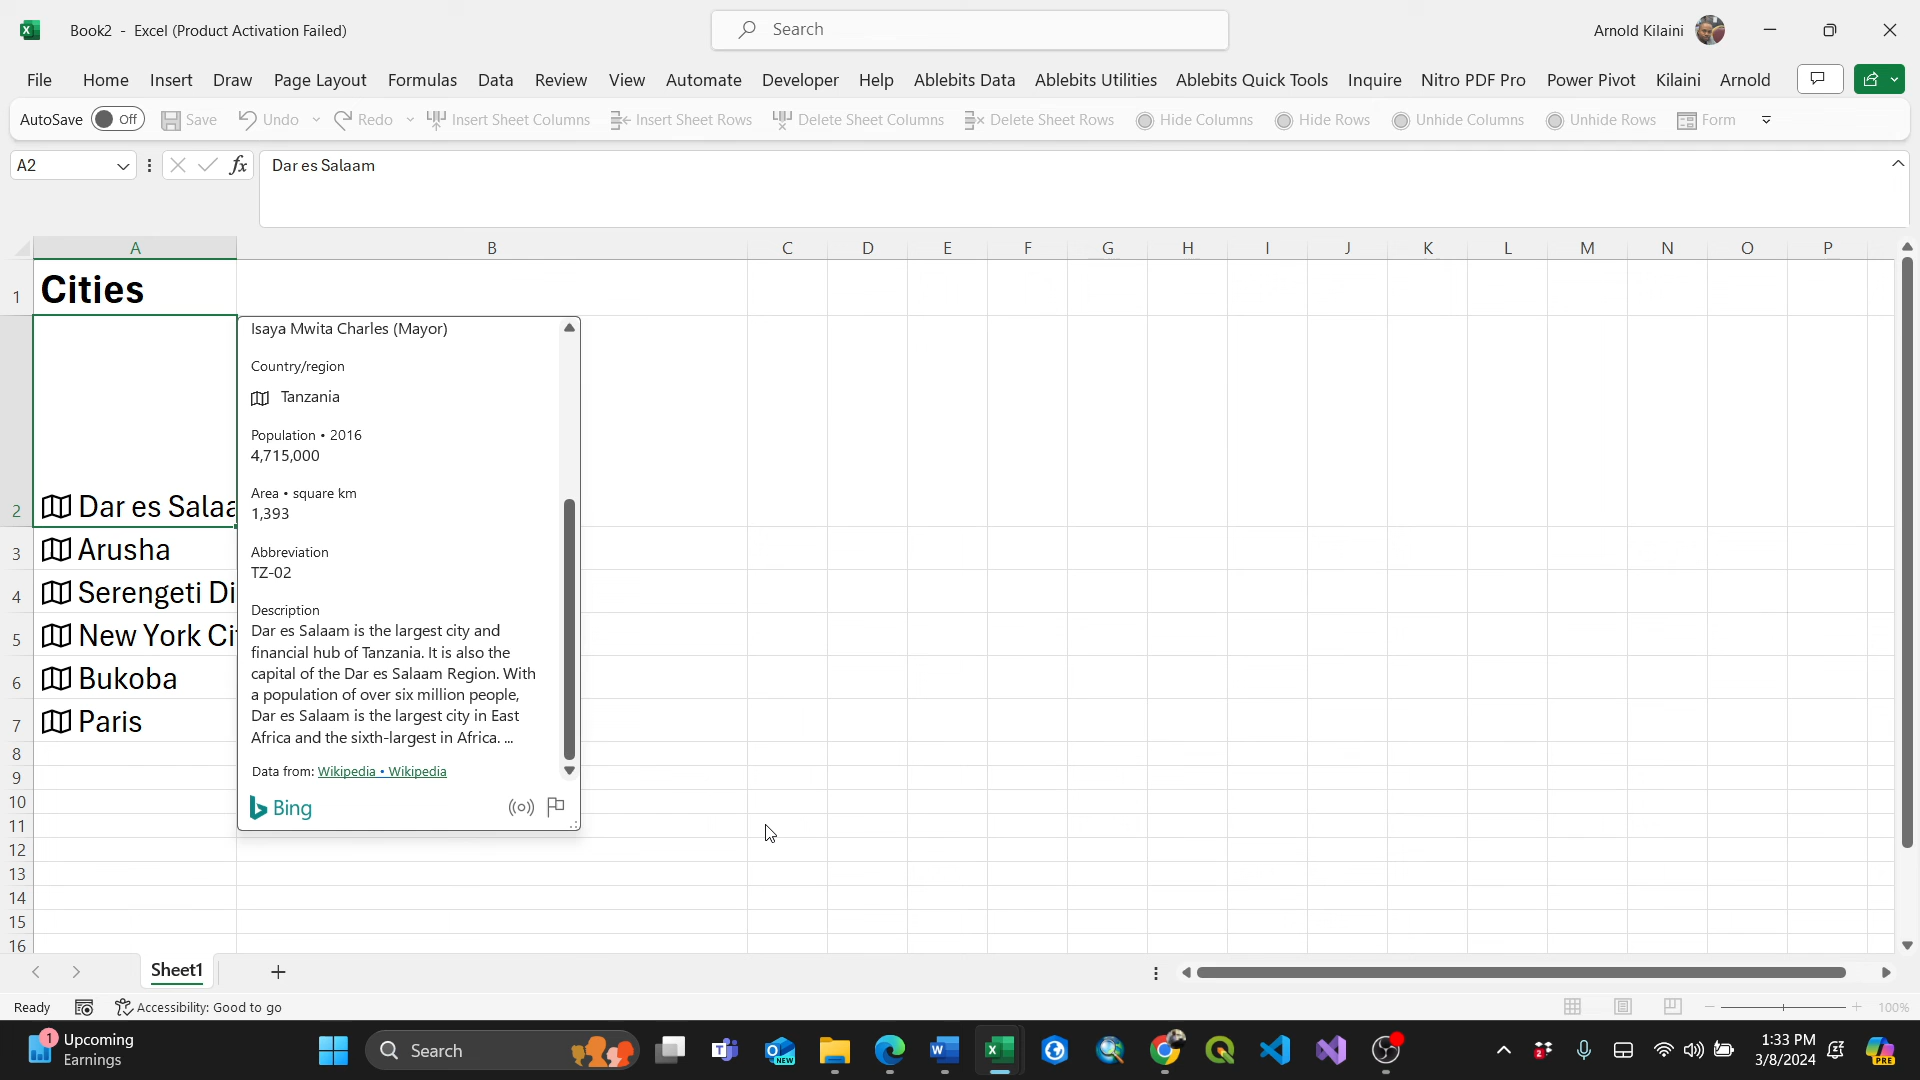 Book2 - Excel (Product Activation Failed)
Search
Arnold Kilaini
File Home Insert Draw Page Layout Formulas Data Review View Automate Developer Help Ablebits Data Ablebits Utilities Ablebits Quick Tools Inquire Nitro PDF Pro Power Pivot Kilaini Arnold
AutoSave Off Save Undo Redo Insert Sheet Columns Insert Sheet Rows Delete Sheet Columns Delete Sheet Rows Hide Columns Hide Rows Unhide Columns Unhide Rows Form
A2 fx Dar es Salaam
A B C D E F G H I J K L M N O P
1 Cities
Isaya Mwita Charles (Mayor)
Country/region
Tanzania
Population • 2016
4,715,000
Area • square km
1,393
Abbreviation
TZ-02
Description
Dar es Salaam is the largest city and
financial hub of Tanzania. It is also the
capital of the Dar es Salaam Region. With
a population of over six million people,
Dar es Salaam is the largest city in East
Africa and the sixth-largest in Africa. ...
Data from: Wikipedia • Wikipedia
Bing
2 Dar es Salaa
3 Arusha
4 Serengeti Di
5 New York Ci
6 Bukoba
7 Paris
8
9
10
11
12
13
14
15
16
Sheet1
Ready Accessibility: Good to go 100%
1 Upcoming
Earnings
Search
NEW
2
PRE
1:33 PM
3/8/2024